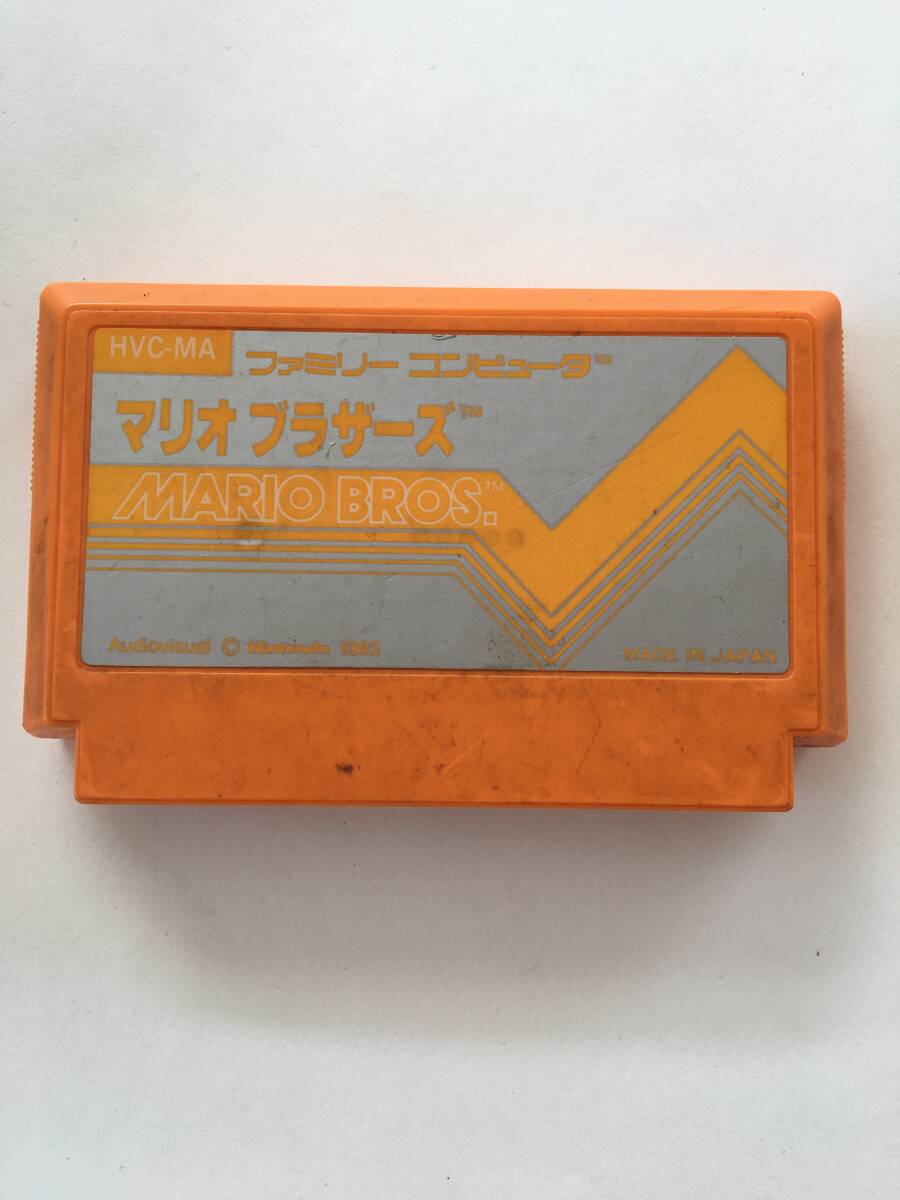 HVC-MA
ファミリー コンピュータ™
マリオ ブラザーズ™
MARIO BROS.™
Audiovisual © Nintendo 1983
MADE IN JAPAN